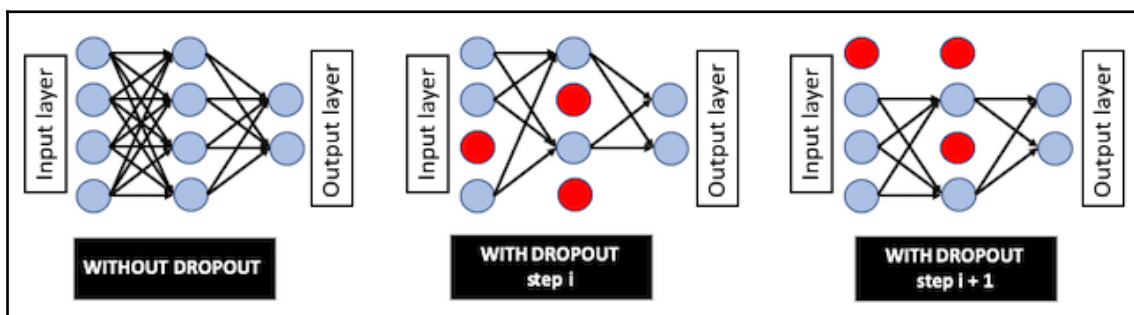 Input layer
Output layer
WITHOUT DROPOUT
Input layer
Output layer
WITH DROPOUT
step i
Input layer
Output layer
WITH DROPOUT
step i + 1